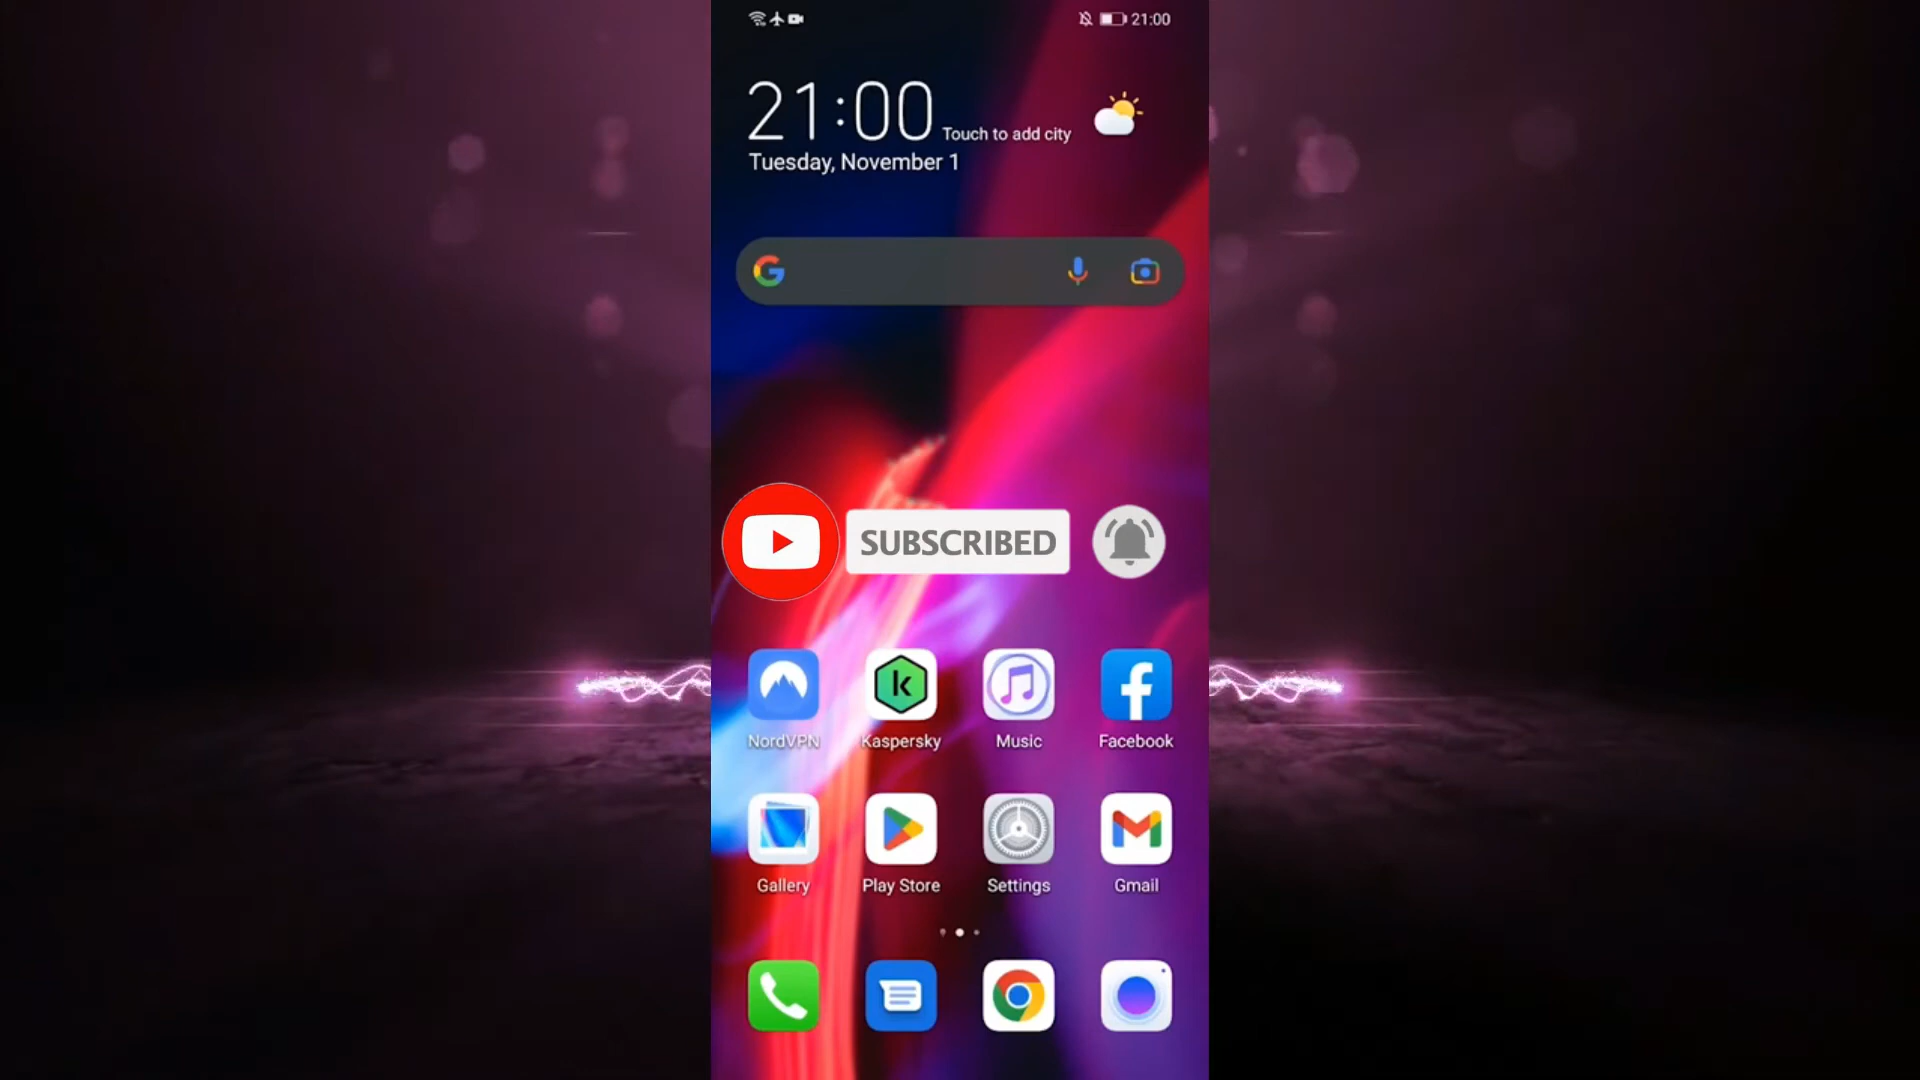 21:00
21:00 Touch to add city
Tuesday, November 1
SUBSCRIBED
NordVPN Kaspersky Music Facebook
Gallery Play Store Settings Gmail